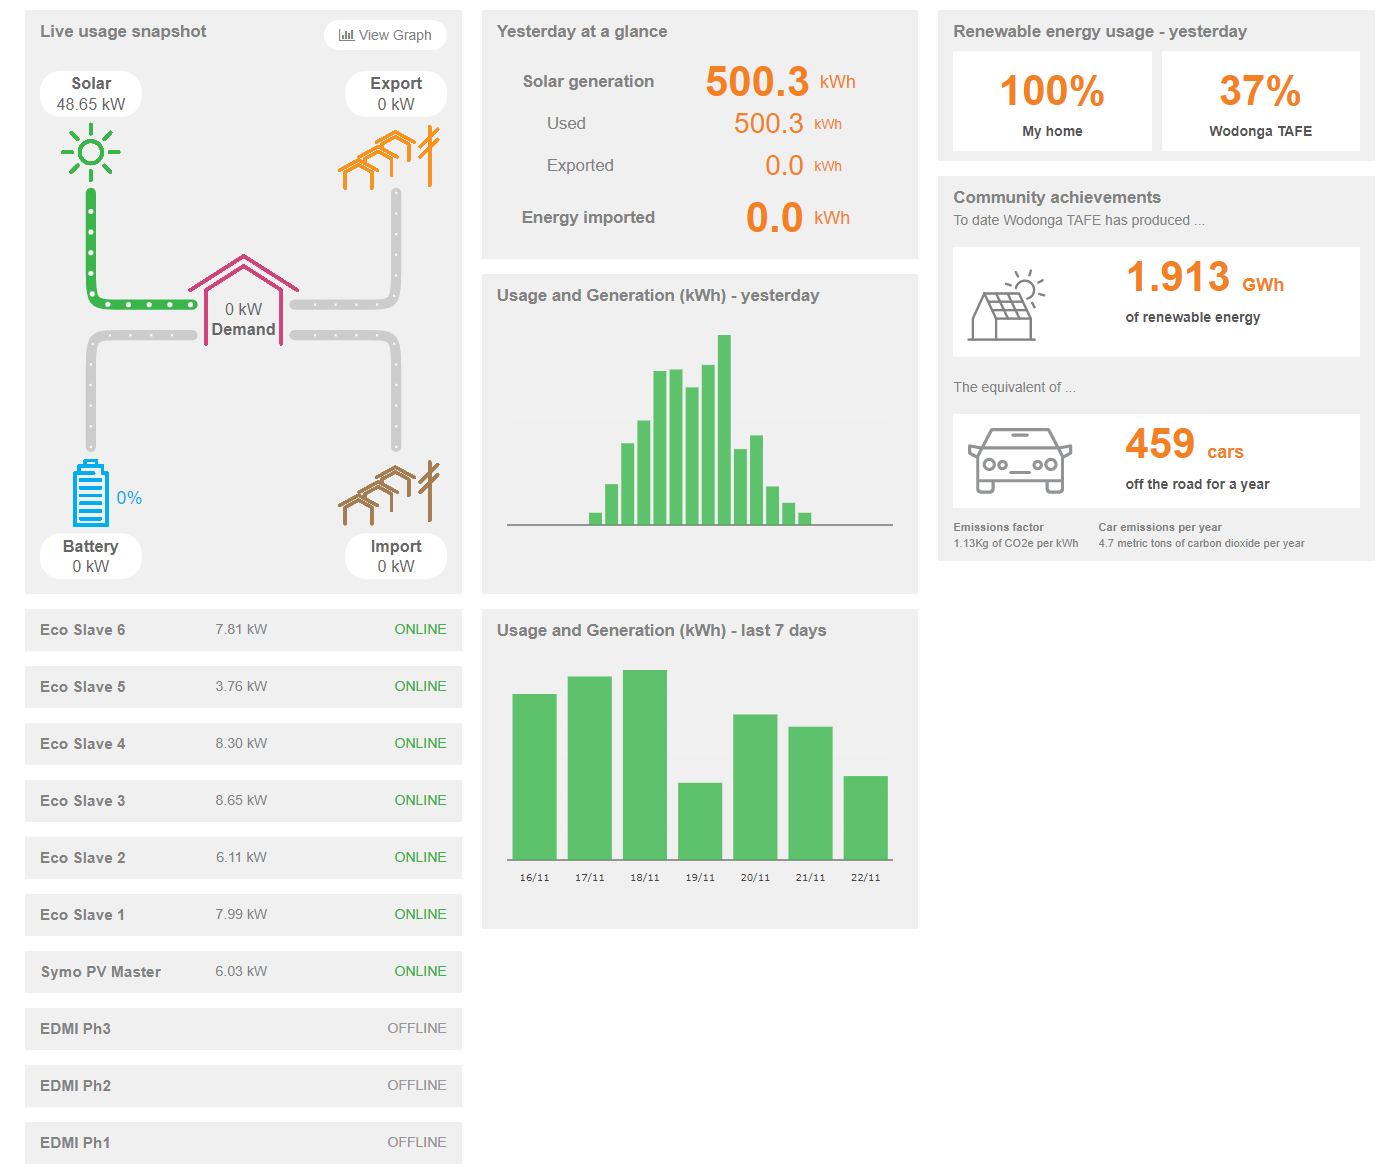 Live usage snapshot
View Graph
Solar
48.65 kW
Export
0 kW
0 kW
Demand
0%
Battery
0 kW
Import
0 kW
Eco Slave 6 7.81 kW ONLINE
Eco Slave 5 3.76 kW ONLINE
Eco Slave 4 8.30 kW ONLINE
Eco Slave 3 8.65 kW ONLINE
Eco Slave 2 6.11 kW ONLINE
Eco Slave 1 7.99 kW ONLINE
Symo PV Master 6.03 kW ONLINE
EDMI Ph3 OFFLINE
EDMI Ph2 OFFLINE
EDMI Ph1 OFFLINE
Yesterday at a glance
Solar generation 500.3 kWh
Used 500.3 kWh
Exported 0.0 kWh
Energy imported 0.0 kWh
Usage and Generation (kWh) - yesterday
Usage and Generation (kWh) - last 7 days
16/11 17/11 18/11 19/11 20/11 21/11 22/11
Renewable energy usage - yesterday
100%
My home
37%
Wodonga TAFE
Community achievements
To date Wodonga TAFE has produced ...
1.913 GWh
of renewable energy
The equivalent of ...
459 cars
off the road for a year
Emissions factor
1.13Kg of CO2e per kWh
Car emissions per year
4.7 metric tons of carbon dioxide per year